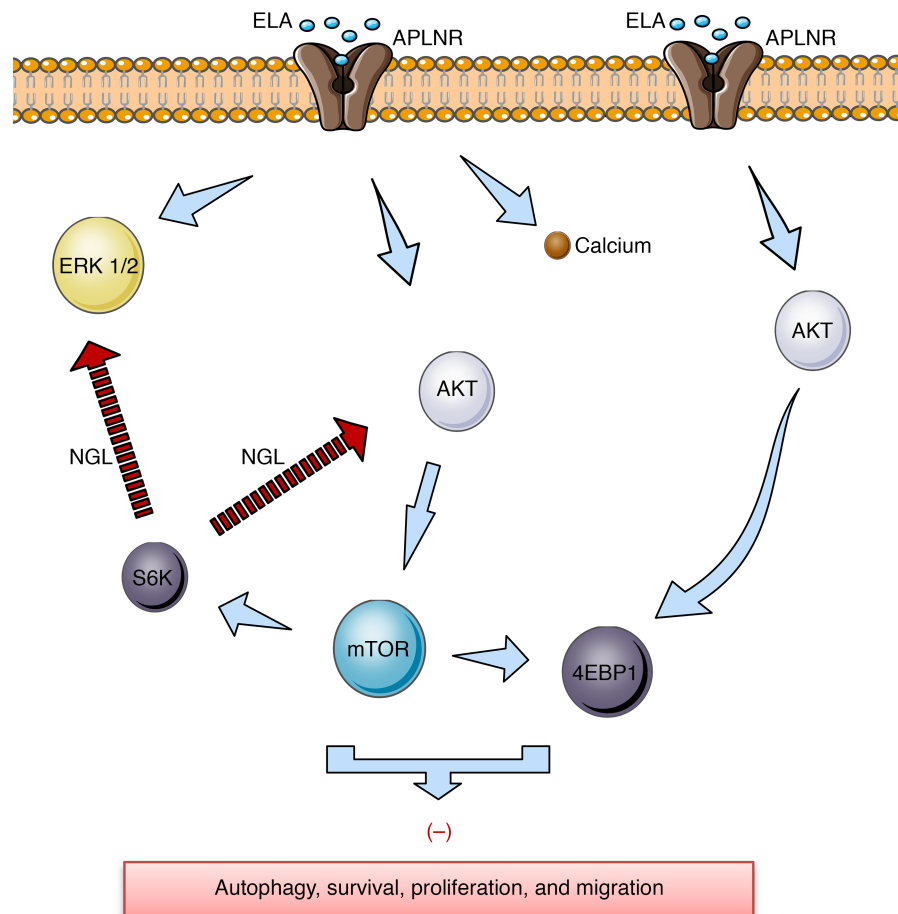 ELA
APLNR
ELA
APLNR
ERK 1/2
Calcium
AKT
AKT
NGL
NGL
S6K
mTOR
4EBP1
(–)
Autophagy, survival, proliferation, and migration